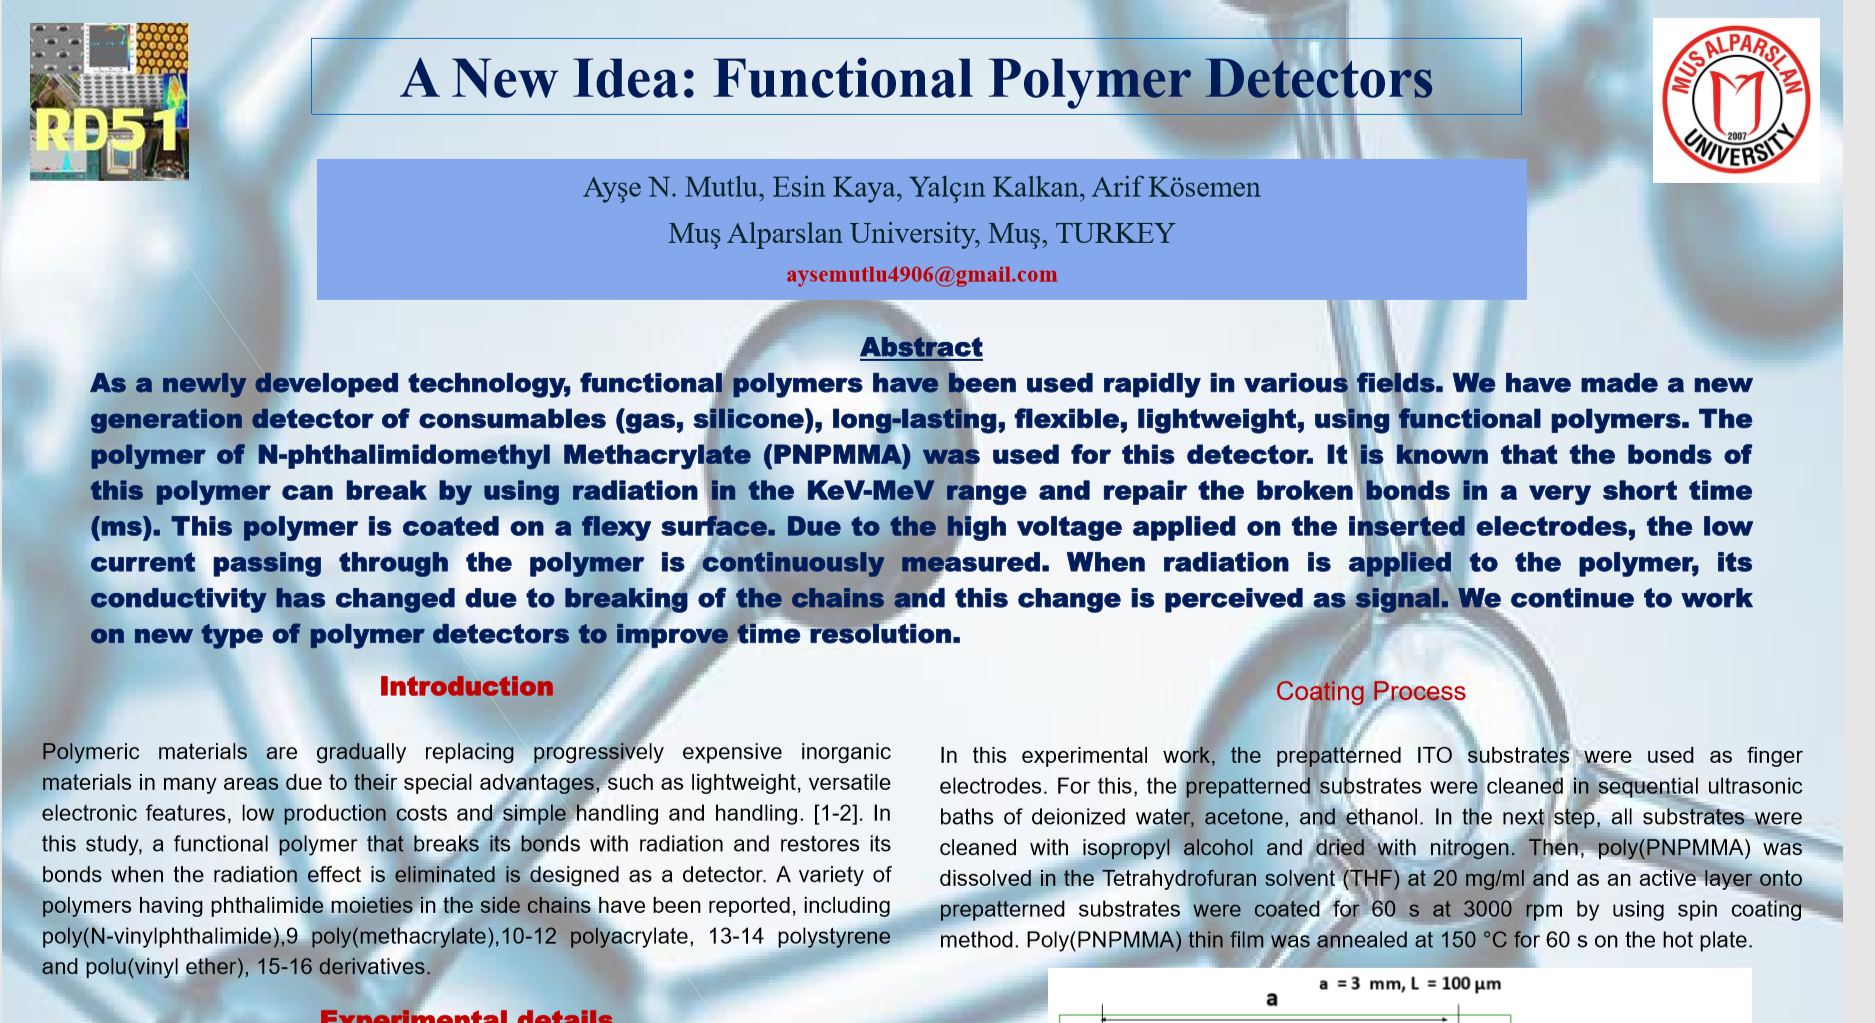 RD51
A New Idea: Functional Polymer Detectors
MUS ALPARSLAN
2007
UNIVERSITY
Ayşe N. Mutlu, Esin Kaya, Yalçın Kalkan, Arif Kösemen
Muş Alparslan University, Muş, TURKEY
aysemutlu4906@gmail.com
Abstract
As a newly developed technology, functional polymers have been used rapidly in various fields. We have made a new
generation detector of consumables (gas, silicone), long-lasting, flexible, lightweight, using functional polymers. The
polymer of N-phthalimidomethyl Methacrylate (PNPMMA) was used for this detector. It is known that the bonds of
this polymer can break by using radiation in the KeV-MeV range and repair the broken bonds in a very short time
(ms). This polymer is coated on a flexy surface. Due to the high voltage applied on the inserted electrodes, the low
current passing through the polymer is continuously measured. When radiation is applied to the polymer, its
conductivity has changed due to breaking of the chains and this change is perceived as signal. We continue to work
on new type of polymer detectors to improve time resolution.
Introduction
Polymeric materials are gradually replacing progressively expensive inorganic
materials in many areas due to their special advantages, such as lightweight, versatile
electronic features, low production costs and simple handling and handling. [1-2]. In
this study, a functional polymer that breaks its bonds with radiation and restores its
bonds when the radiation effect is eliminated is designed as a detector. A variety of
polymers having phthalimide moieties in the side chains have been reported, including
poly(N-vinylphthalimide),9 poly(methacrylate),10-12 polyacrylate, 13-14 polystyrene
and polu(vinyl ether), 15-16 derivatives.
Experimental details
Coating Process
In this experimental work, the prepatterned ITO substrates were used as finger
electrodes. For this, the prepatterned substrates were cleaned in sequential ultrasonic
baths of deionized water, acetone, and ethanol. In the next step, all substrates were
cleaned with isopropyl alcohol and dried with nitrogen. Then, poly(PNPMMA) was
dissolved in the Tetrahydrofuran solvent (THF) at 20 mg/ml and as an active layer onto
prepatterned substrates were coated for 60 s at 3000 rpm by using spin coating
method. Poly(PNPMMA) thin film was annealed at 150 °C for 60 s on the hot plate.
a = 3 mm, L = 100 µm
a